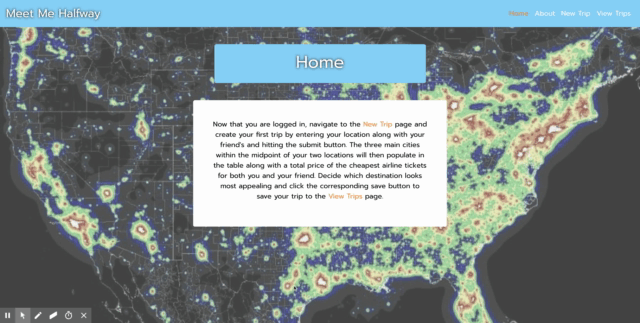 Meet Me Halfway
Home About New Trip View Trips
Home
Now that you are logged in, navigate to the New Trip page and
create your first trip by entering your location along with your
friend's and hitting the submit button. The three main cities
within the midpoint of your two locations will then populate in
the table along with a total price of the cheapest airline tickets
for both you and your friend. Decide which destination looks
most appealing and click the corresponding save button to
save your trip to the View Trips page.